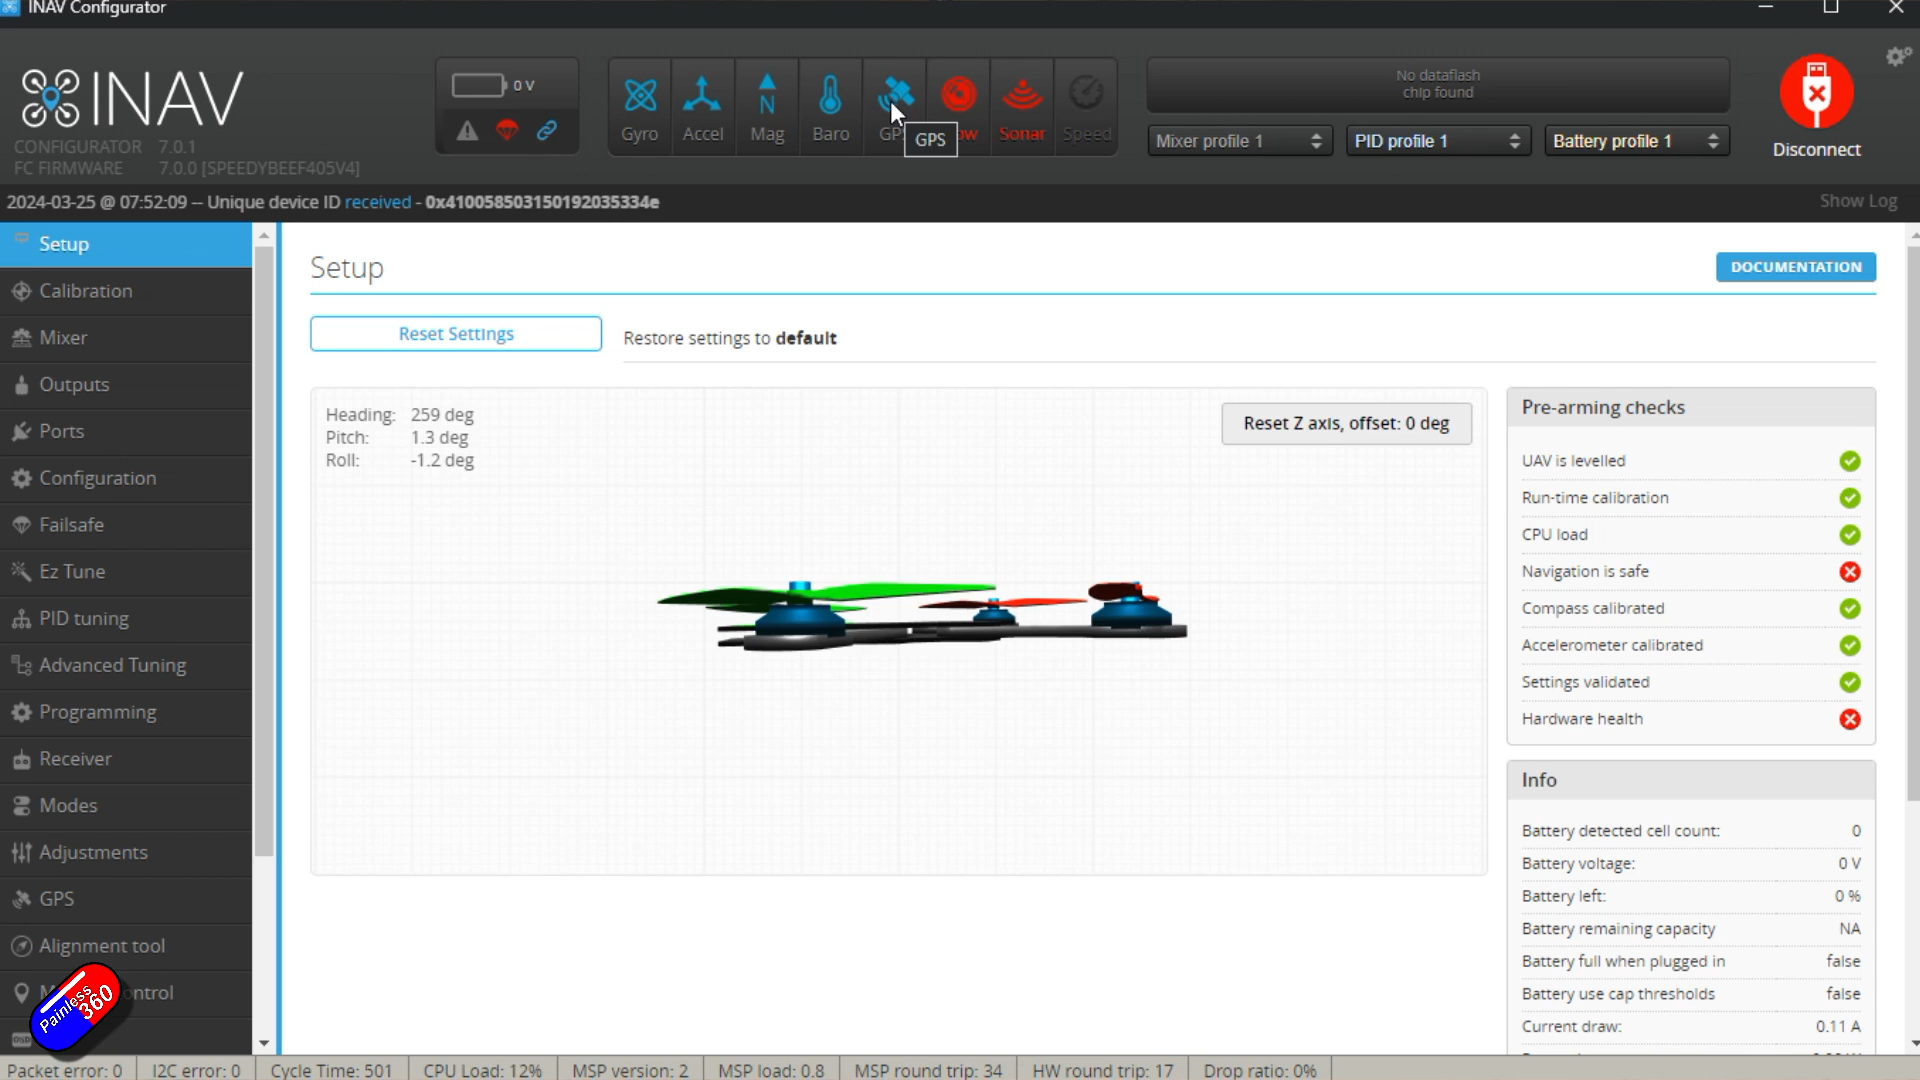 INAV Configurator
INAV
CONFIGURATOR 7.0.1
FC FIRMWARE 7.0.0 [SPEEDYBEEF405V4]
0 V
Gyro
Accel
Mag
Baro
GPS
Sonar
Speed
GPS
No dataflash
chip found
Mixer profile 1
PID profile 1
Battery profile 1
Disconnect
2024-03-25 @ 07:52:09 -- Unique device ID received - 0x410058503150192035334e
Show Log
Setup
Calibration
Mixer
Outputs
Ports
Configuration
Failsafe
Ez Tune
PID tuning
Advanced Tuning
Programming
Receiver
Modes
Adjustments
GPS
Alignment tool
Painless
360
OSD
Setup
DOCUMENTATION
Reset Settings
Restore settings to default
Heading: 259 deg
Pitch: 1.3 deg
Roll: -1.2 deg
Reset Z axis, offset: 0 deg
Pre-arming checks
UAV is levelled
Run-time calibration
CPU load
Navigation is safe
Compass calibrated
Accelerometer calibrated
Settings validated
Hardware health
Info
Battery detected cell count: 0
Battery voltage: 0 V
Battery left: 0 %
Battery remaining capacity NA
Battery full when plugged in false
Battery use cap thresholds false
Current draw: 0.11 A
Packet error: 0
I2C error: 0
Cycle Time: 501
CPU Load: 12%
MSP version: 2
MSP load: 0.8
MSP round trip: 34
HW round trip: 17
Drop ratio: 0%